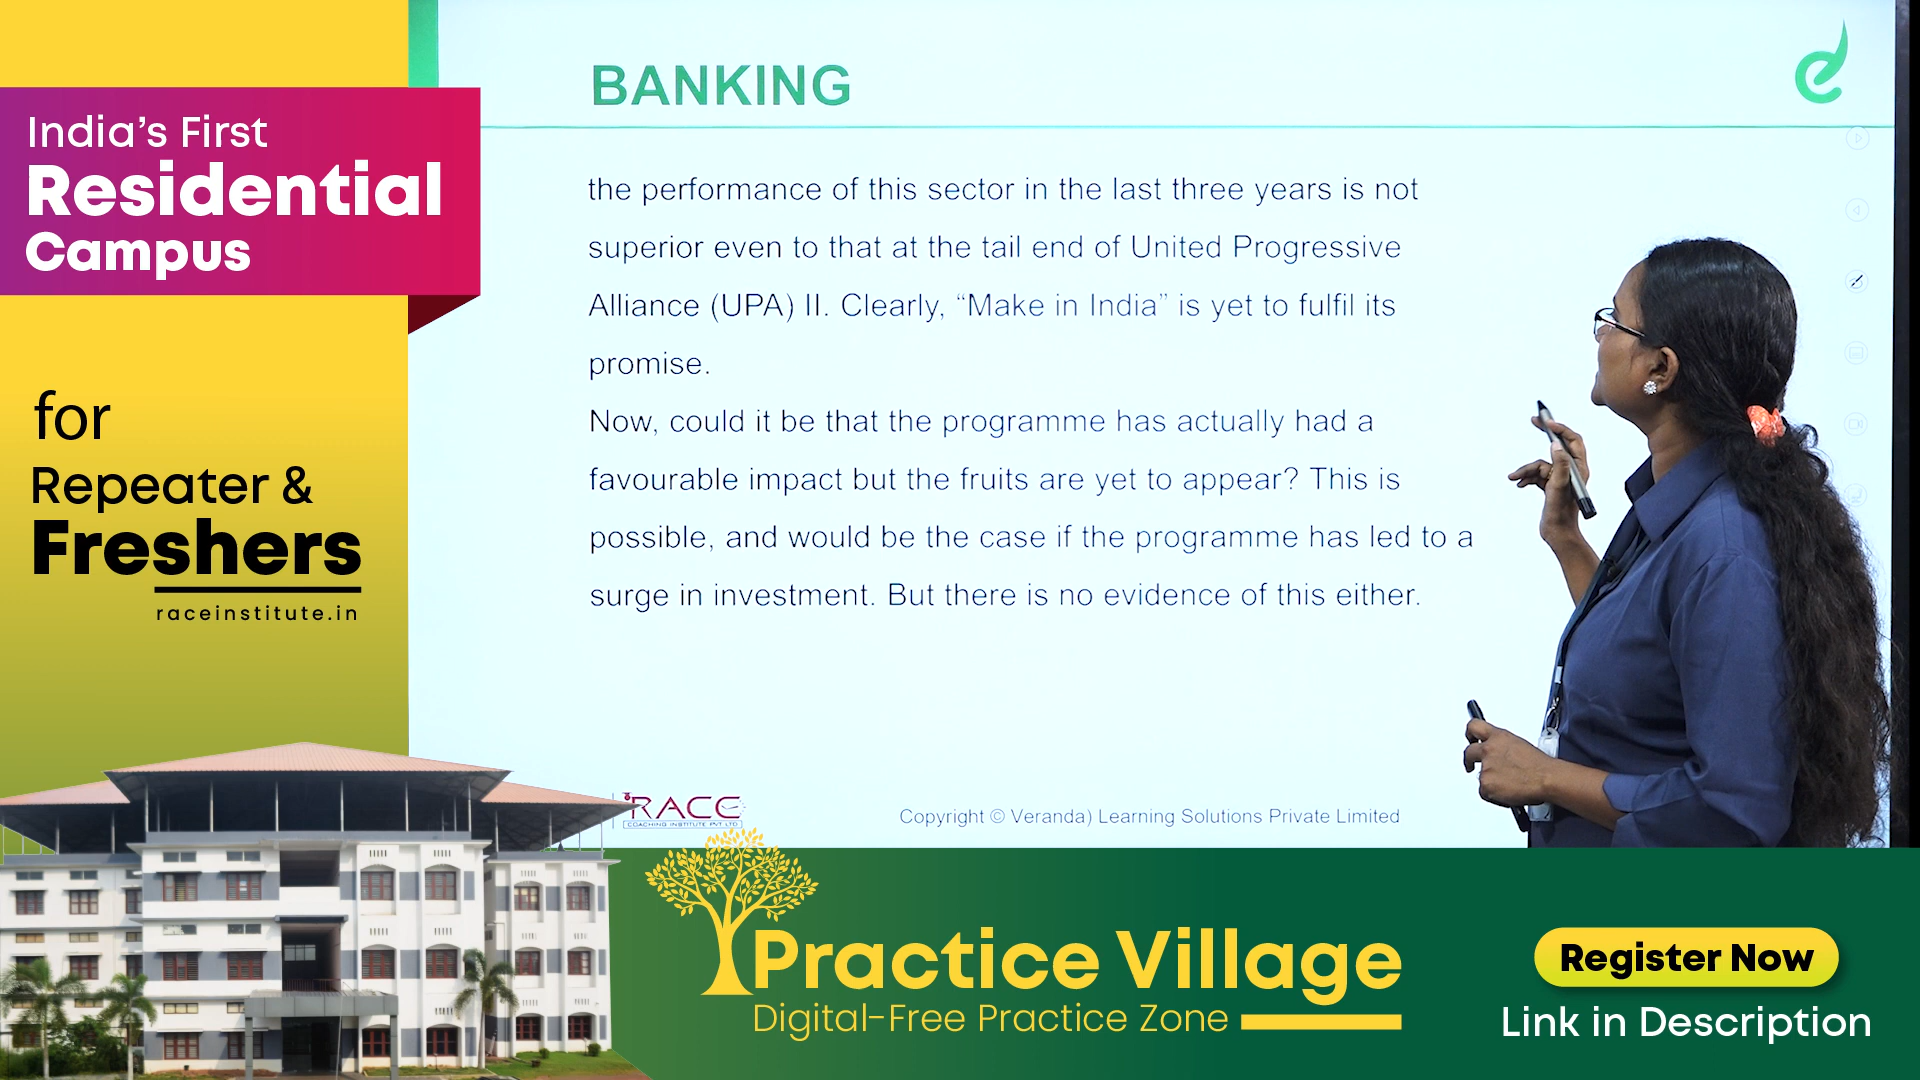 India's First
Residential
Campus
for
Repeater &
Freshers
raceinstitute.in
BANKING
the performance of this sector in the last three years is not
superior even to that at the tail end of United Progressive
Alliance (UPA) II. Clearly, “Make in India” is yet to fulfil its
promise.
Now, could it be that the programme has actually had a
favourable impact but the fruits are yet to appear? This is
possible, and would be the case if the programme has led to a
surge in investment. But there is no evidence of this either.
RACE
COACHING INSTITUTE PVT LTD
Copyright © Veranda) Learning Solutions Private Limited
Practice Village
Digital-Free Practice Zone
Register Now
Link in Description